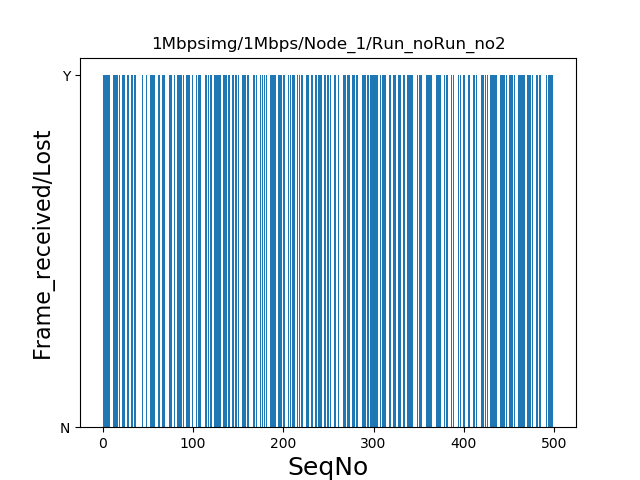 1Mbpsimg/1Mbps/Node_1/Run_noRun_no2
Y
Frame_received/Lost
N
0 100 200 300 400 500
SeqNo